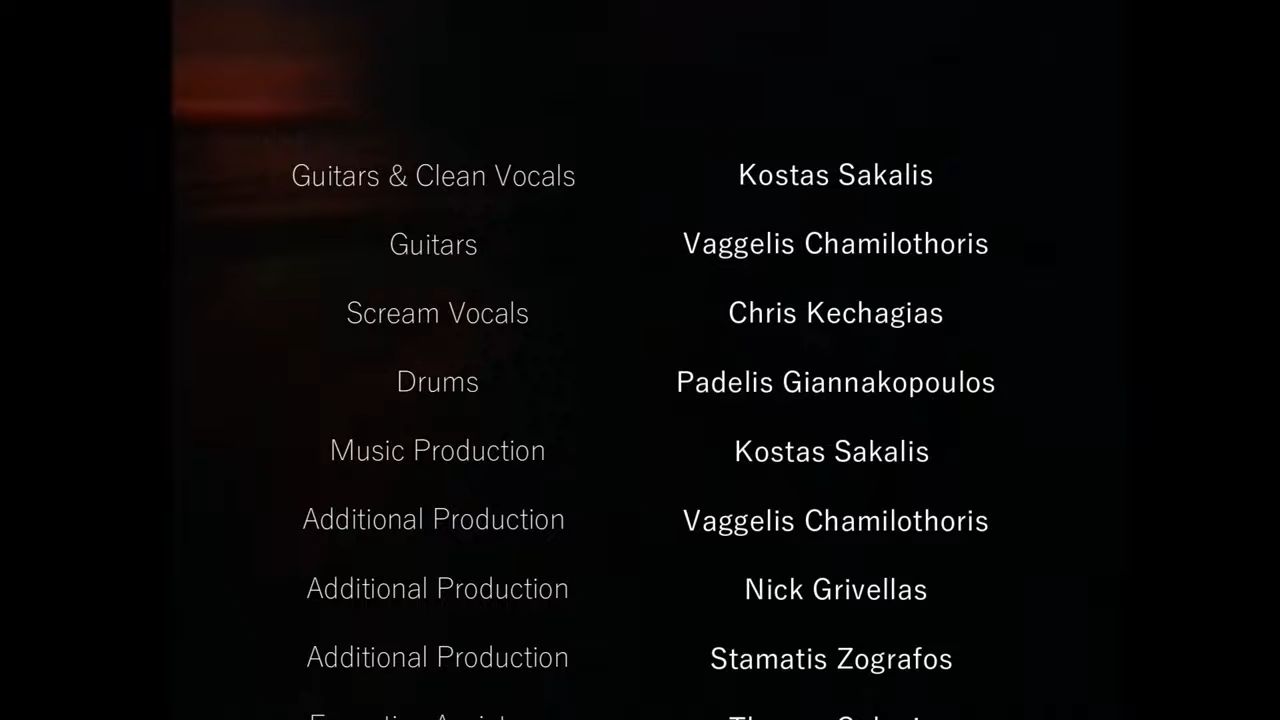 Guitars & Clean Vocals Kostas Sakalis
Guitars Vaggelis Chamilothoris
Scream Vocals Chris Kechagias
Drums Padelis Giannakopoulos
Music Production Kostas Sakalis
Additional Production Vaggelis Chamilothoris
Additional Production Nick Grivellas
Additional Production Stamatis Zografos